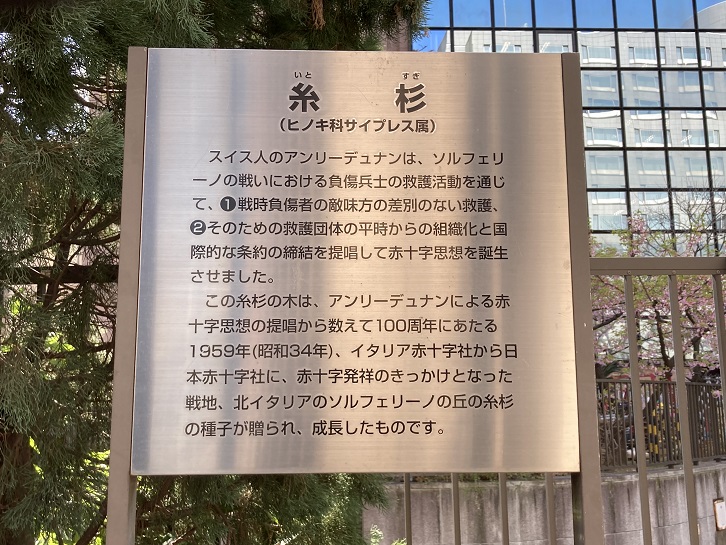 いと すぎ
糸 杉
(ヒノキ科サイプレス属)
スイス人のアンリーデュナンは、ソルフェリ
ーノの戦いにおける負傷兵士の救護活動を通じ
て、❶戦時負傷者の敵味方の差別のない救護、
❷そのための救護団体の平時からの組織化と国
際的な条約の締結を提唱して赤十字思想を誕生
させました。
この糸杉の木は、アンリーデュナンによる赤
十字思想の提唱から数えて100周年にあたる
1959年(昭和34年)、イタリア赤十字社から日
本赤十字社に、赤十字発祥のきっかけとなった
戦地、北イタリアのソルフェリーノの丘の糸杉
の種子が贈られ、成長したものです。